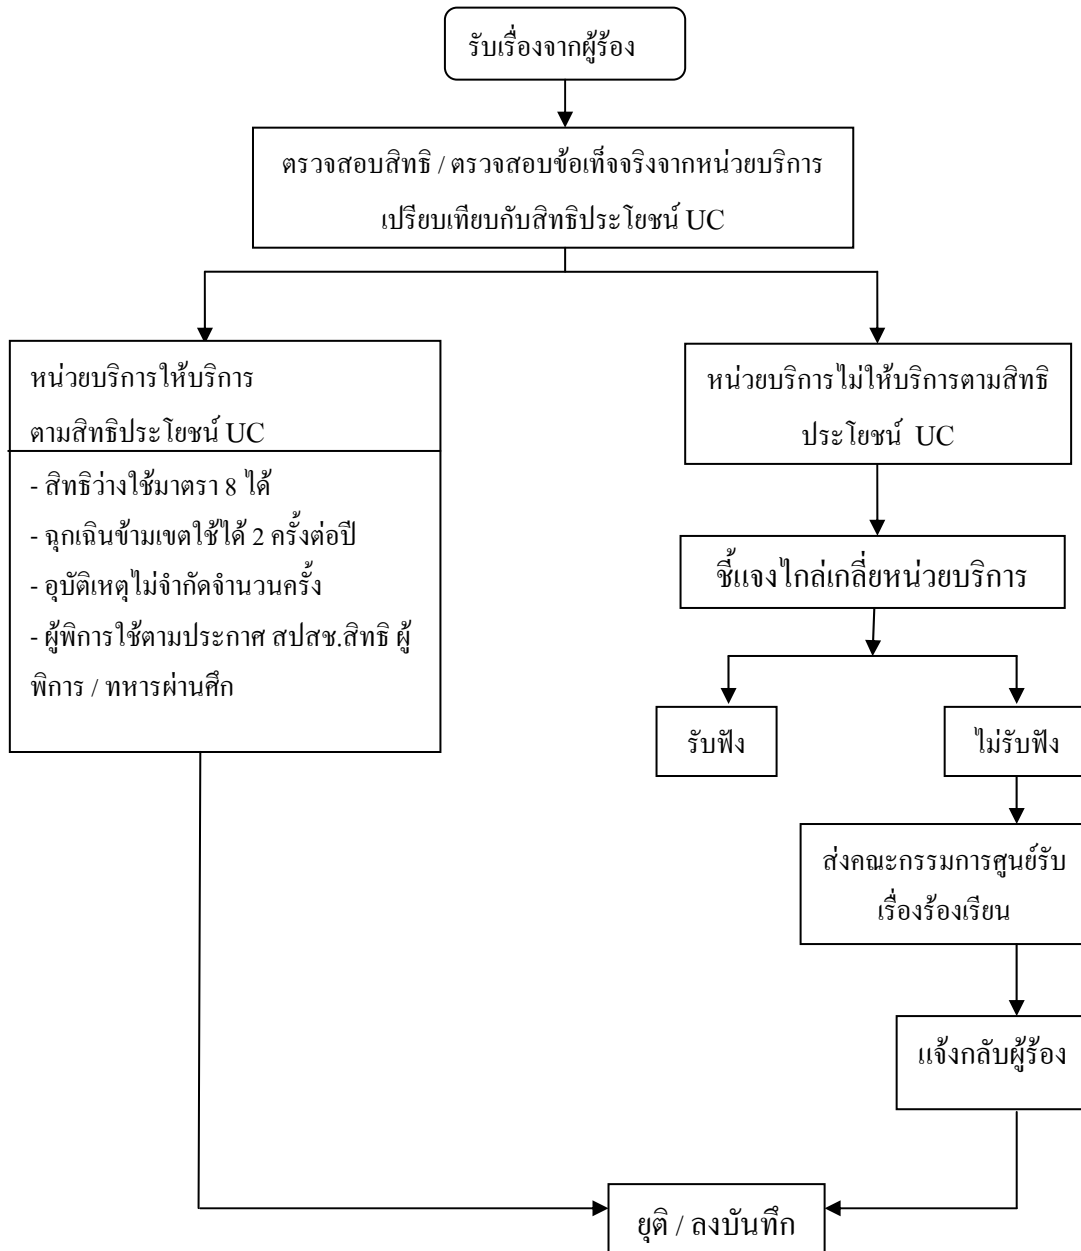 รับเรื่องจากผู้ร้อง
ตรวจสอบสิทธิ / ตรวจสอบข้อเท็จจริงจากหน่วยบริการ
เปรียบเทียบกับสิทธิประโยชน์ UC
หน่วยบริการให้บริการ
ตามสิทธิประโยชน์ UC
- สิทธิว่างใช้มาตรา 8 ได้
- ฉุกเฉินข้ามเขตใช้ได้ 2 ครั้งต่อปี
- อุบัติเหตุไม่จำกัดจำนวนครั้ง
- ผู้พิการใช้ตามประกาศ สปสช.สิทธิ ผู้
พิการ / ทหารผ่านศึก
หน่วยบริการไม่ให้บริการตามสิทธิ
ประโยชน์ UC
ชี้แจงไกล่เกลี่ยหน่วยบริการ
รับฟัง
ไม่รับฟัง
ส่งคณะกรรมการศูนย์รับ
เรื่องร้องเรียน
แจ้งกลับผู้ร้อง
ยุติ / ลงบันทึก